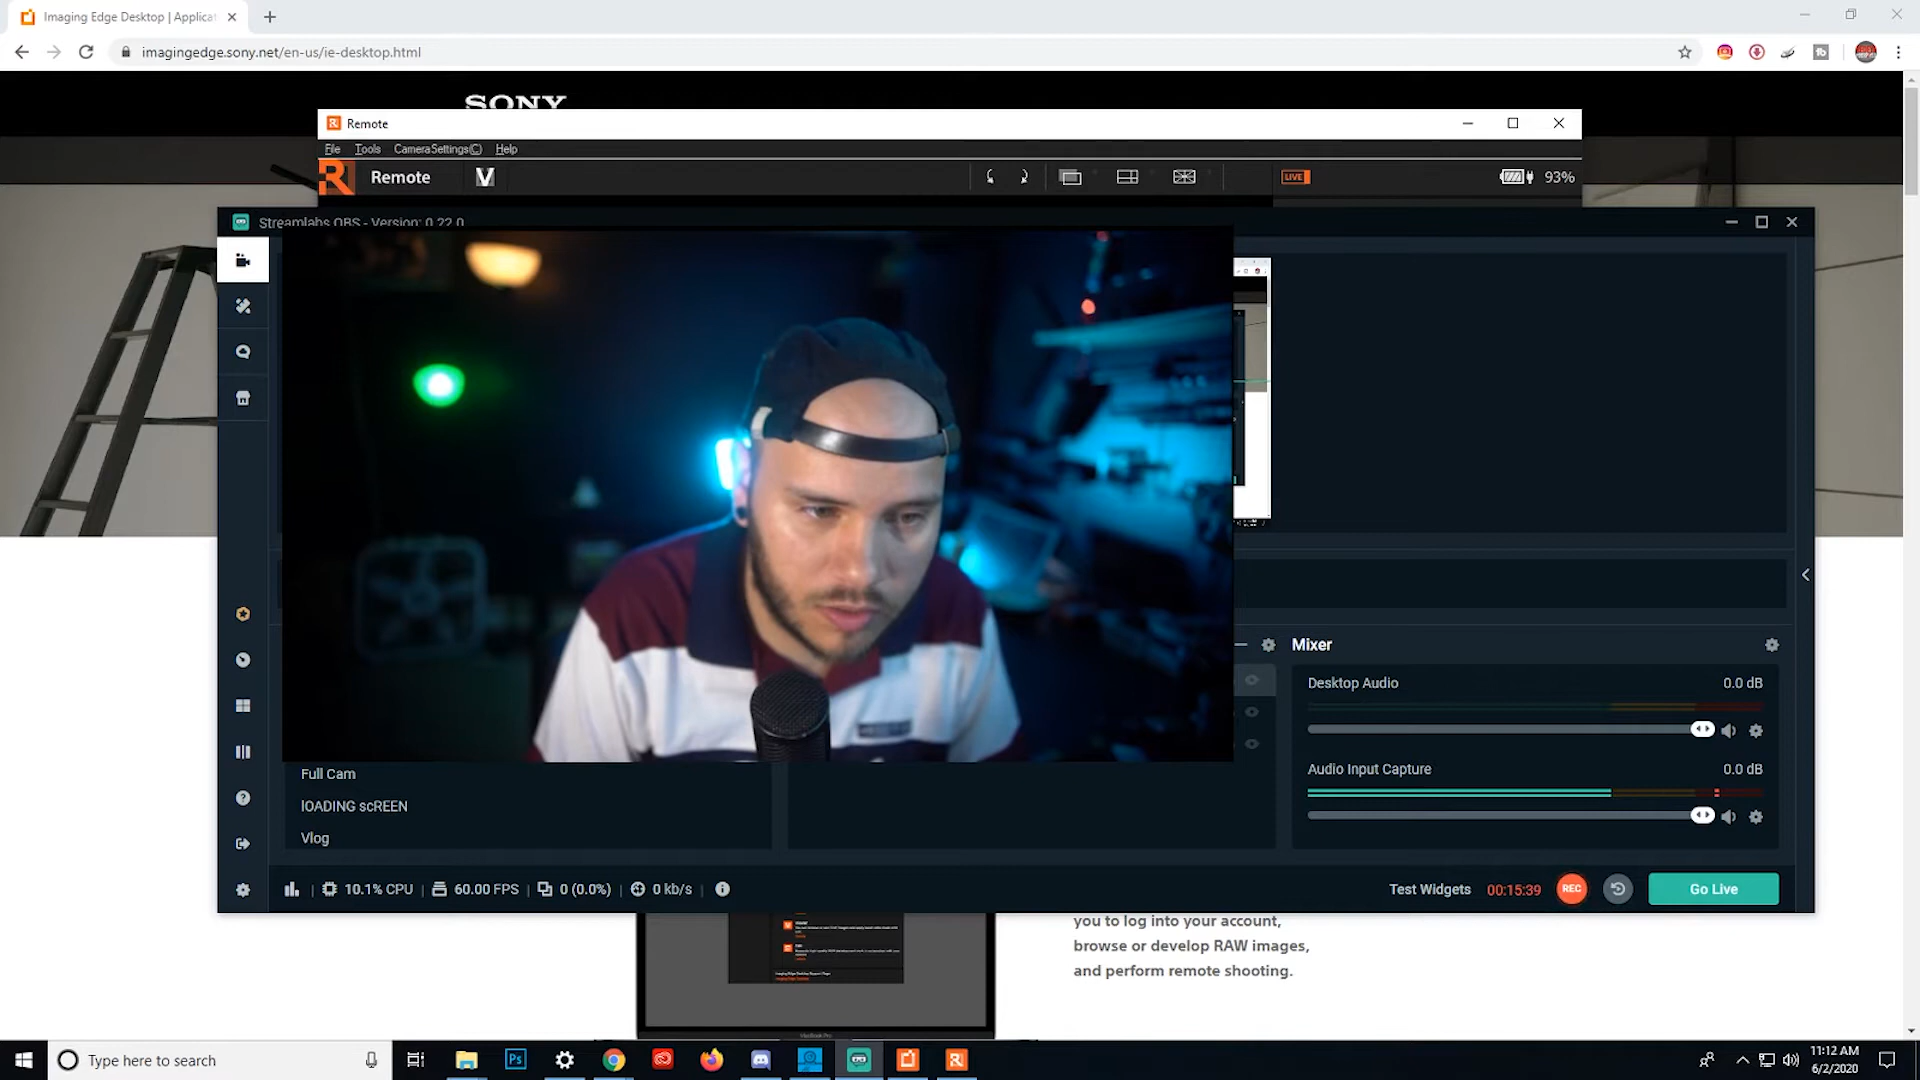 Imaging Edge Desktop | Applicat
imagingedge.sony.net/en-us/ie-desktop.html
SONY
Remote
File Tools CameraSettings(C) Help
Remote V LIVE 93%
Streamlabs OBS - Version: 0.22.0
Mixer
Desktop Audio 0.0 dB
Audio Input Capture 0.0 dB
Full Cam
lOADING scREEN
Vlog
10.1% CPU 60.00 FPS 0 (0.0%) 0 kb/s Test Widgets 00:15:39 REC Go Live
you to log into your account,
browse or develop RAW images,
and perform remote shooting.
MacBook Pro
Type here to search
Ps
11:12 AM
6/2/2020